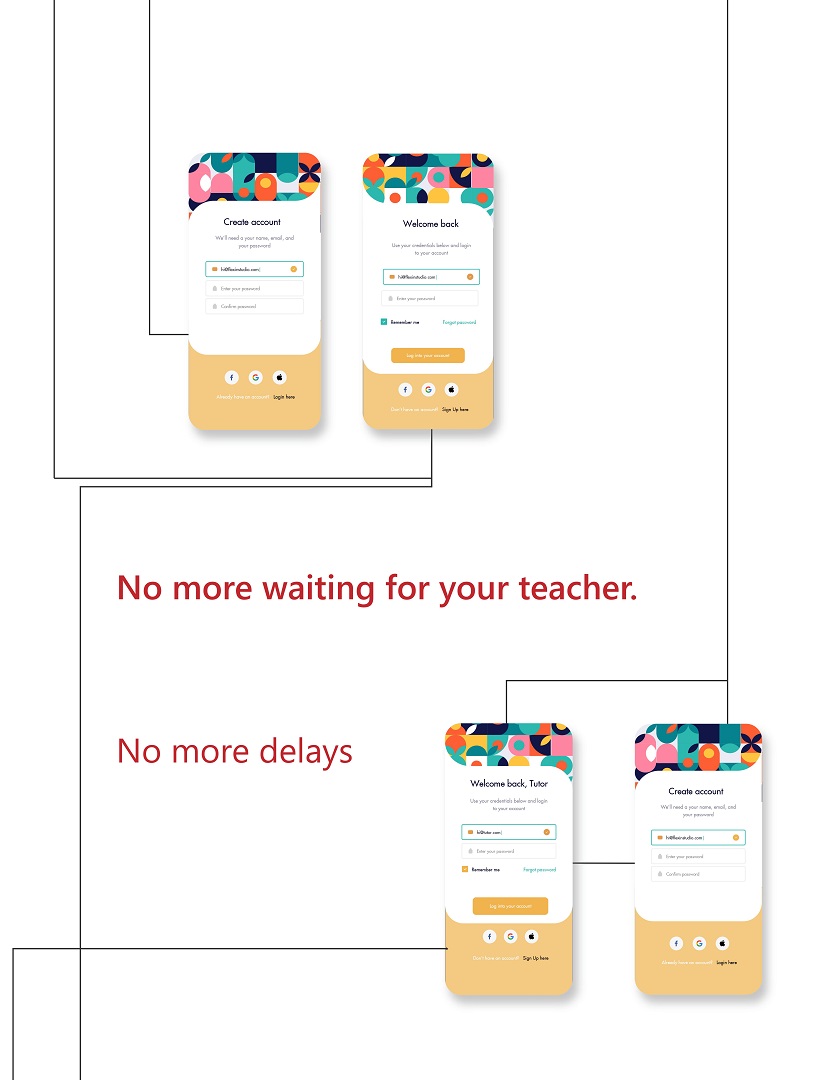 Create account
We'll need a your name, email, and
your password
hi@flexinstudio.com|
Enter your password
Confirm password
Already have an account? Login here
Welcome back
Use your credentials below and login
to your account
hi@flexinstudio.com|
Enter your password
Remember me Forgot password
Log into your account
Don't have an account? Sign Up here
No more waiting for your teacher.
No more delays
Welcome back, Tutor
Use your credentials below and login
to your account
hi@tutor.com|
Enter your password
Remember me Forgot password
Log into your account
Don't have an account? Sign Up here
Create account
We'll need a your name, email, and
your password
hi@flexinstudio.com|
Enter your password
Confirm password
Already have an account? Login here